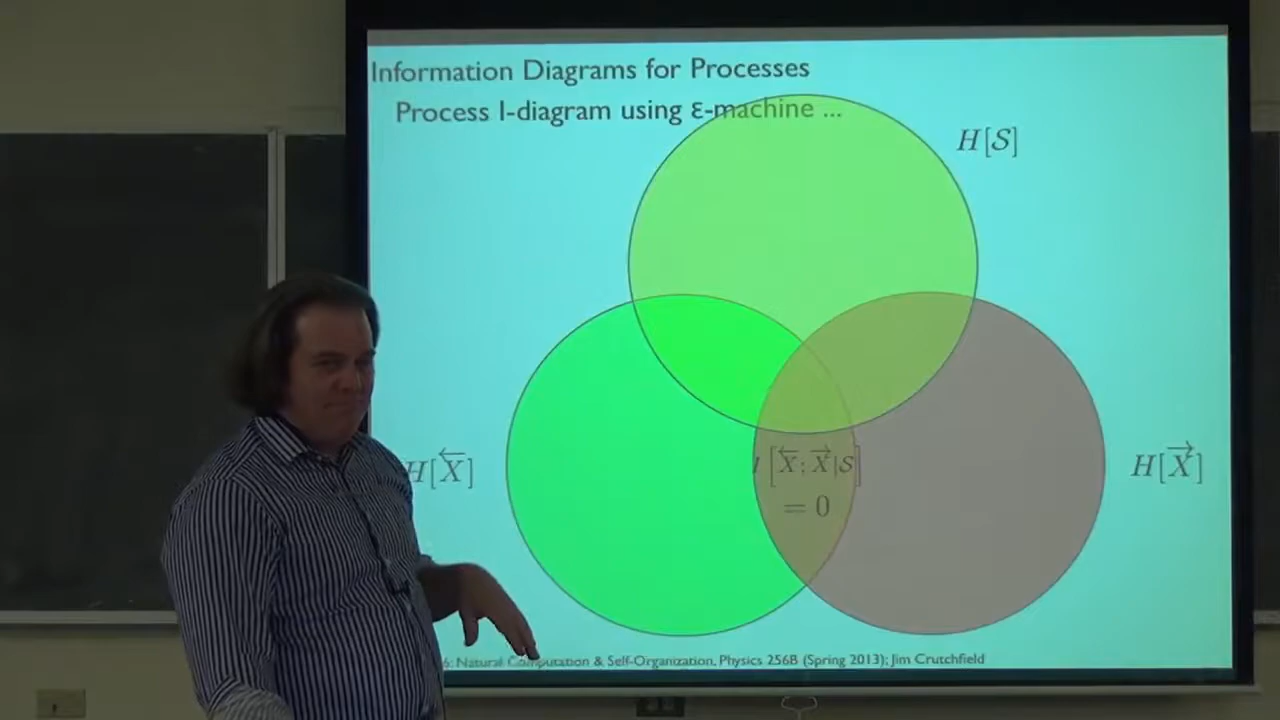 Information Diagrams for Processes
Process I-diagram using ε-machine ...
H[𝒮]
H[X⃖]
I[X⃖; X⃗|𝒮]
= 0
H[X⃗]
6: Natural Computation & Self-Organization, Physics 256B (Spring 2013); Jim Crutchfield